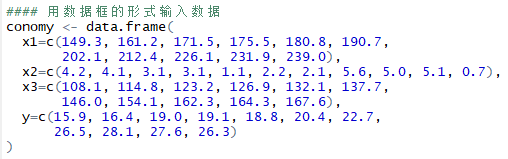 #### 用数据框的形式输入数据
conomy <- data.frame(
x1=c(149.3, 161.2, 171.5, 175.5, 180.8, 190.7,
202.1, 212.4, 226.1, 231.9, 239.0),
x2=c(4.2, 4.1, 3.1, 3.1, 1.1, 2.2, 2.1, 5.6, 5.0, 5.1, 0.7),
x3=c(108.1, 114.8, 123.2, 126.9, 132.1, 137.7,
146.0, 154.1, 162.3, 164.3, 167.6),
y=c(15.9, 16.4, 19.0, 19.1, 18.8, 20.4, 22.7,
26.5, 28.1, 27.6, 26.3)
)